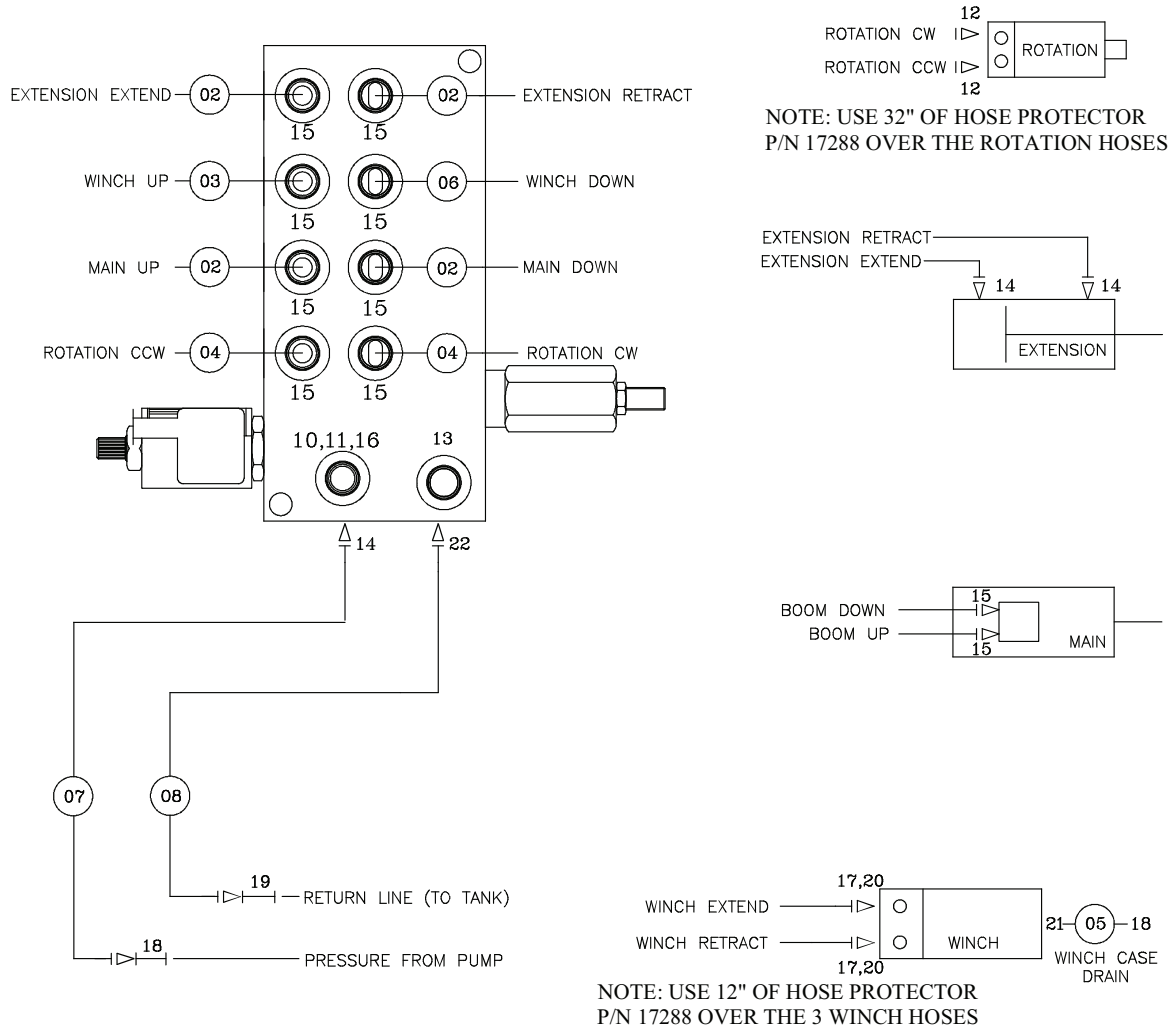 12
ROTATION CW
ROTATION
ROTATION CCW
12
NOTE: USE 32" OF HOSE PROTECTOR
P/N 17288 OVER THE ROTATION HOSES
EXTENSION EXTEND 02
02 EXTENSION RETRACT
15 15
WINCH UP 03
06 WINCH DOWN
15 15
MAIN UP 02
02 MAIN DOWN
15 15
ROTATION CCW 04
04 ROTATION CW
15 15
10,11,16 13
14 22
07 08
19 RETURN LINE (TO TANK)
18 PRESSURE FROM PUMP
EXTENSION RETRACT
EXTENSION EXTEND
14 14
EXTENSION
BOOM DOWN 15
BOOM UP
15
MAIN
17,20
WINCH EXTEND
WINCH RETRACT
WINCH
17,20
21 05 18
WINCH CASE
DRAIN
NOTE: USE 12" OF HOSE PROTECTOR
P/N 17288 OVER THE 3 WINCH HOSES